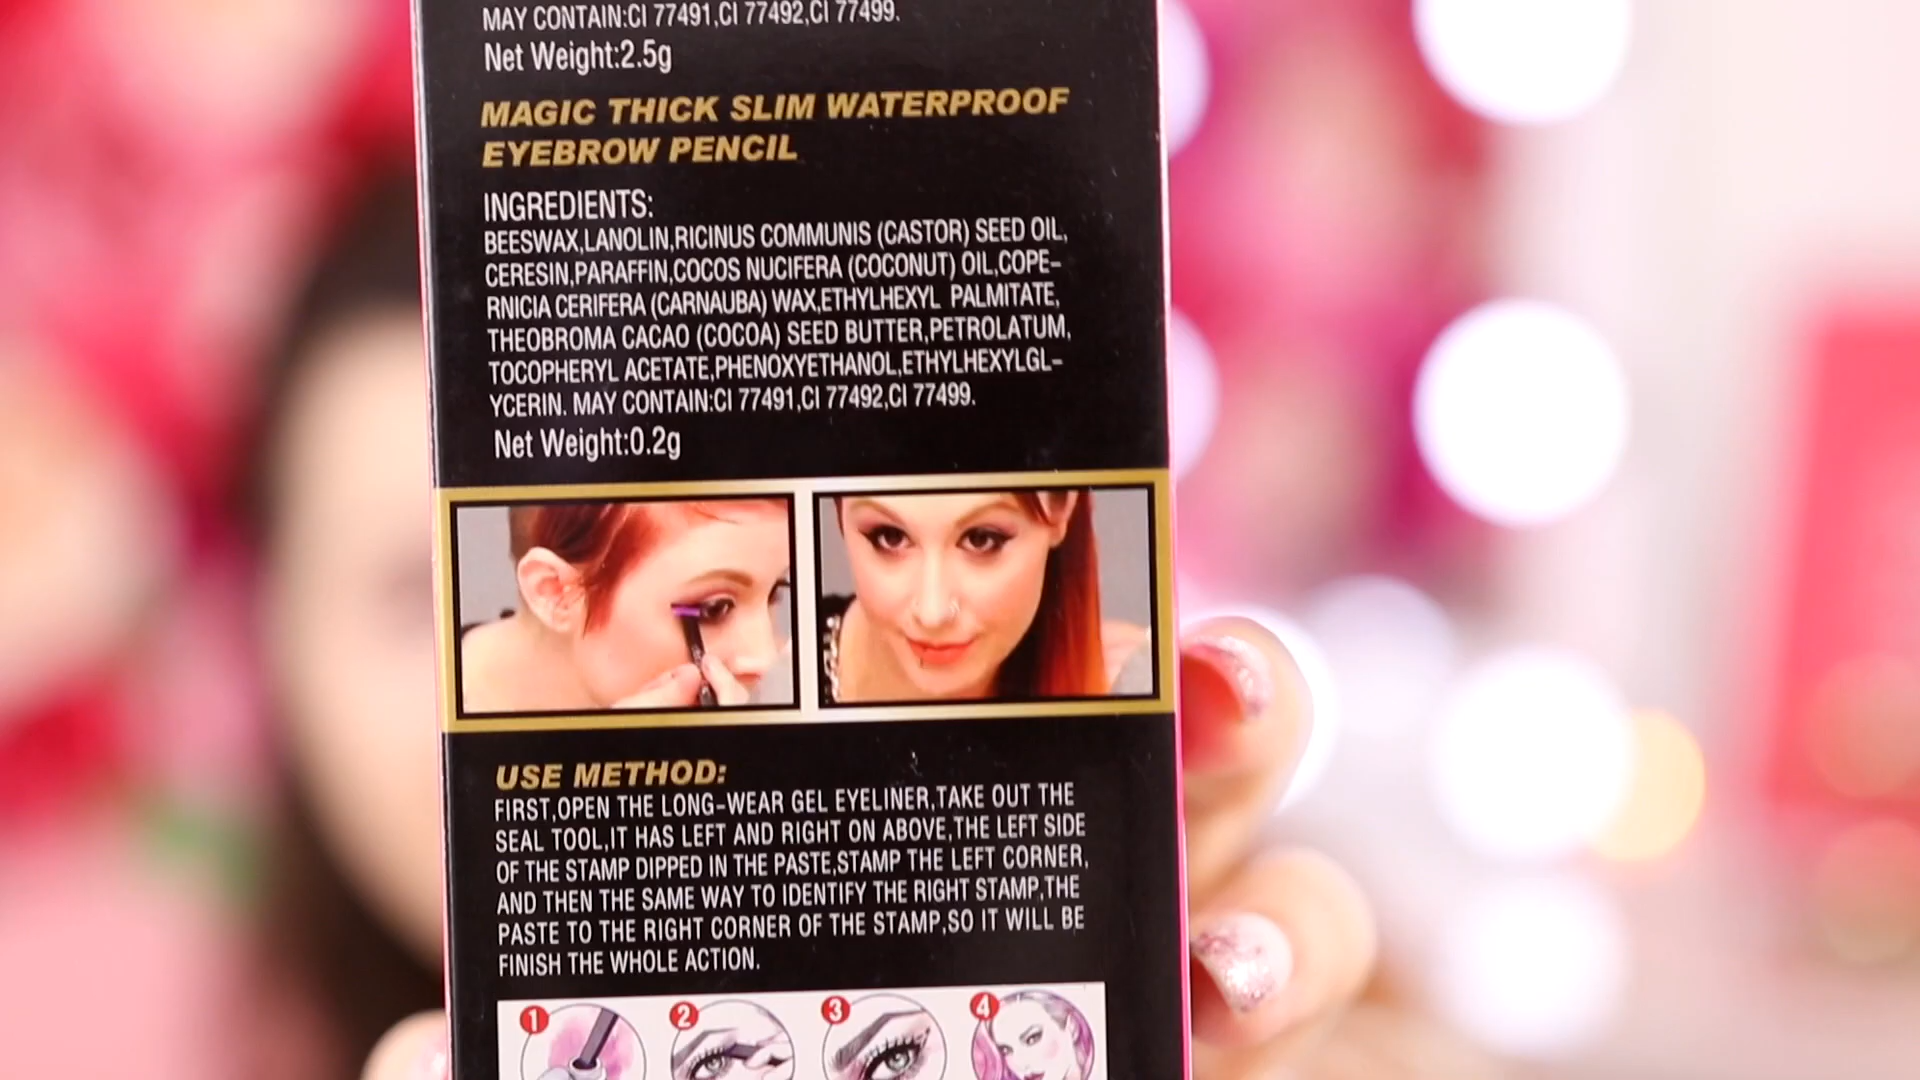 MAY CONTAIN:CI 77491,CI 77492,CI 77499.
Net Weight:2.5g
MAGIC THICK SLIM WATERPROOF
EYEBROW PENCIL
INGREDIENTS:
BEESWAX,LANOLIN,RICINUS COMMUNIS (CASTOR) SEED OIL,
CERESIN,PARAFFIN,COCOS NUCIFERA (COCONUT) OIL,COPE-
RNICIA CERIFERA (CARNAUBA) WAX,ETHYLHEXYL PALMITATE,
THEOBROMA CACAO (COCOA) SEED BUTTER,PETROLATUM,
TOCOPHERYL ACETATE,PHENOXYETHANOL,ETHYLHEXYLGL-
YCERIN. MAY CONTAIN:CI 77491,CI 77492,CI 77499.
Net Weight:0.2g
USE METHOD:
FIRST,OPEN THE LONG-WEAR GEL EYELINER,TAKE OUT THE
SEAL TOOL,IT HAS LEFT AND RIGHT ON ABOVE,THE LEFT SIDE
OF THE STAMP DIPPED IN THE PASTE,STAMP THE LEFT CORNER,
AND THEN THE SAME WAY TO IDENTIFY THE RIGHT STAMP,THE
PASTE TO THE RIGHT CORNER OF THE STAMP,SO IT WILL BE
FINISH THE WHOLE ACTION.
1 2 3 4